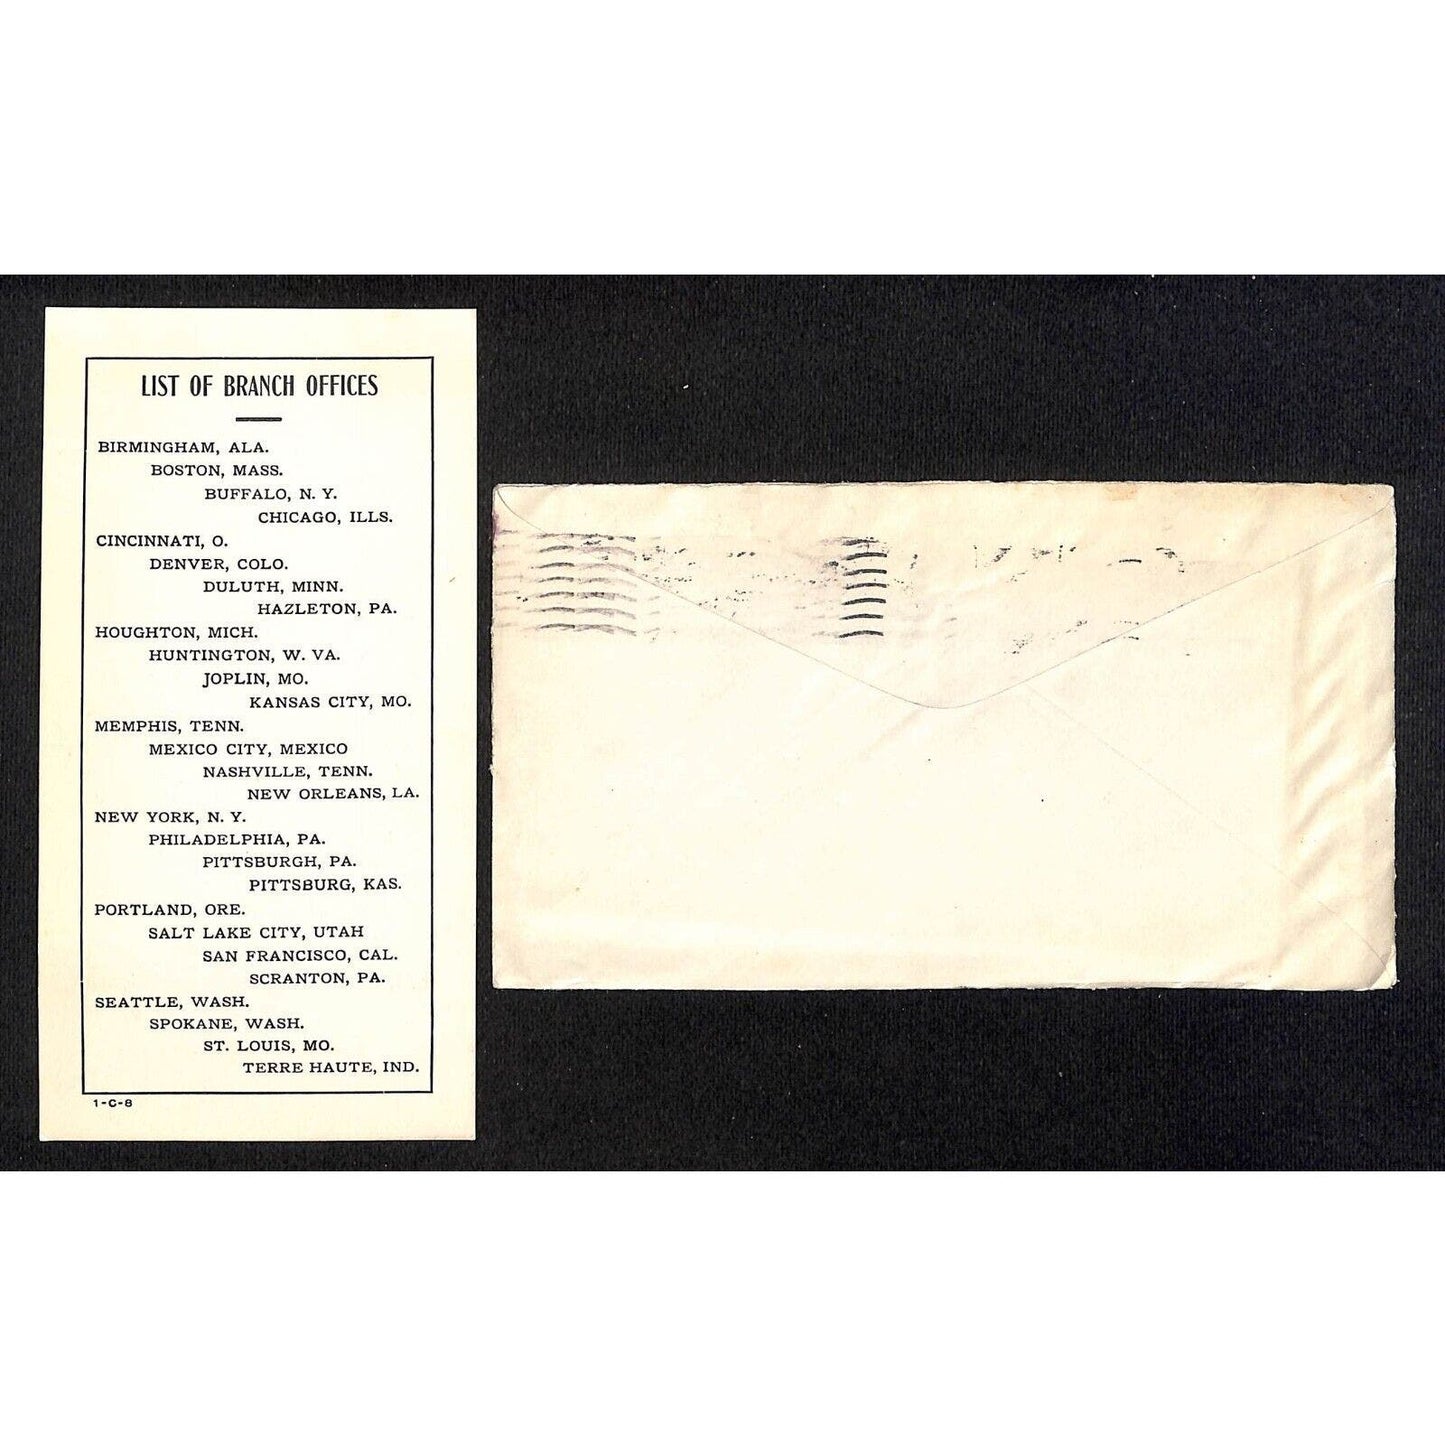 LIST OF BRANCH OFFICES
BIRMINGHAM, ALA.
BOSTON, MASS.
BUFFALO, N. Y.
CHICAGO, ILLS.
CINCINNATI, O.
DENVER, COLO.
DULUTH, MINN.
HAZLETON, PA.
HOUGHTON, MICH.
HUNTINGTON, W. VA.
JOPLIN, MO.
KANSAS CITY, MO.
MEMPHIS, TENN.
MEXICO CITY, MEXICO
NASHVILLE, TENN.
NEW ORLEANS, LA.
NEW YORK, N. Y.
PHILADELPHIA, PA.
PITTSBURGH, PA.
PITTSBURG, KAS.
PORTLAND, ORE.
SALT LAKE CITY, UTAH
SAN FRANCISCO, CAL.
SCRANTON, PA.
SEATTLE, WASH.
SPOKANE, WASH.
ST. LOUIS, MO.
TERRE HAUTE, IND.
1-C-8